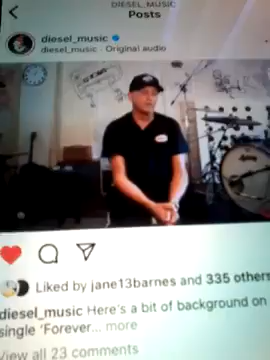 DIESEL_MUSIC
Posts
diesel_music
diesel_music · Original audio
Liked by jane13barnes and 335 others
diesel_music Here's a bit of background on
single 'Forever... more
View all 23 comments